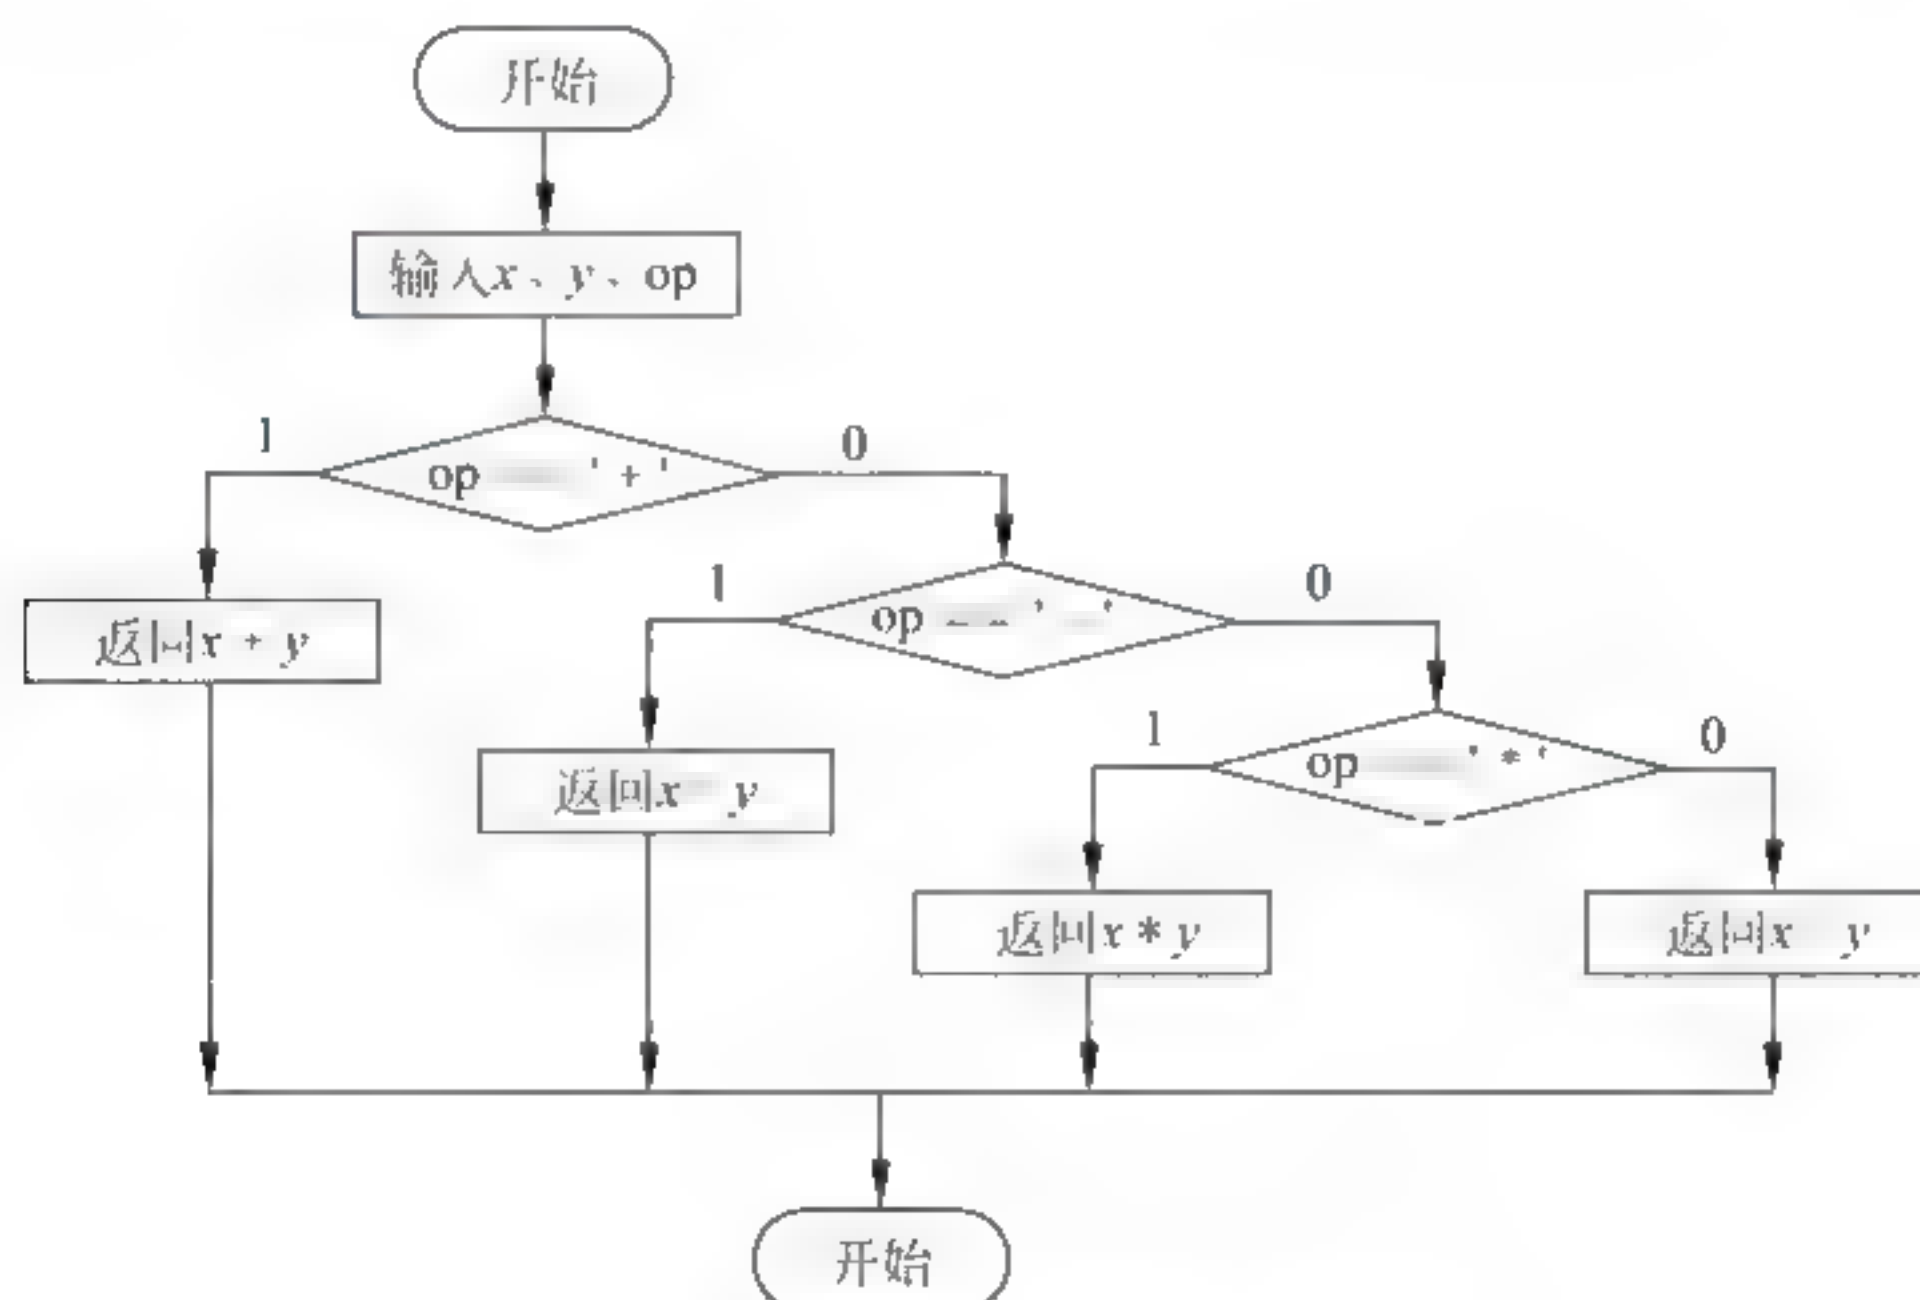 开始
输入x、y、op
1
0
op ' + '
1
0
op ' - '
返回x + y
1
0
op ' * '
返回x - y
返回x * y
返回x y
开始